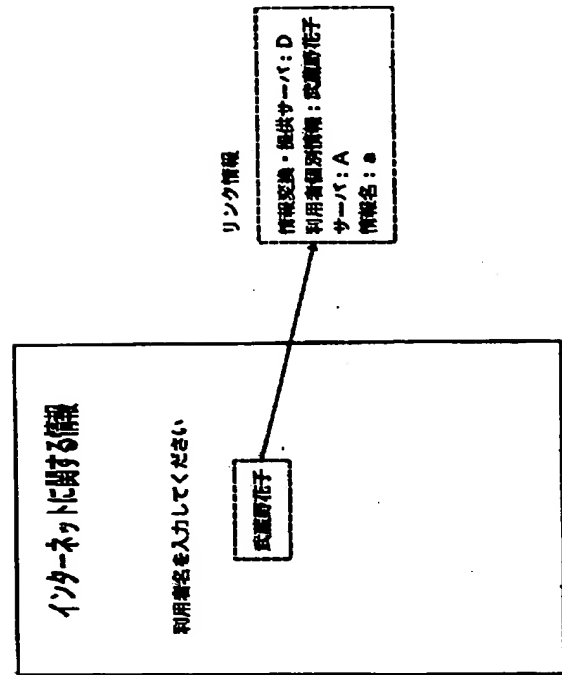 インターネットに関する情報
利用者名を入力してください
武蔵野花子
リンク情報
情報変換・提供サーバ：D
利用者個別情報：武蔵野花子
サーバ：A
情報名：a